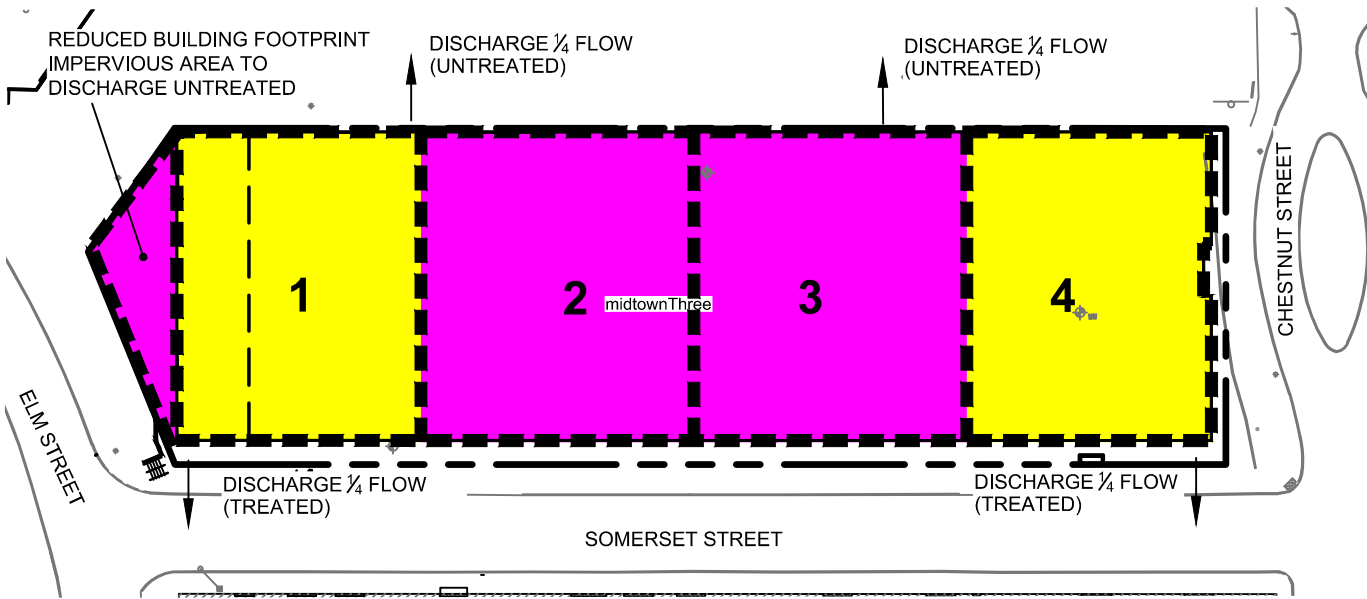 REDUCED BUILDING FOOTPRINT
IMPERVIOUS AREA TO
DISCHARGE UNTREATED
DISCHARGE ¼ FLOW
(UNTREATED)
DISCHARGE ¼ FLOW
(UNTREATED)
CHESTNUT STREET
1
2
midtownThree
3
4
ELM STREET
DISCHARGE ¼ FLOW
(TREATED)
DISCHARGE ¼ FLOW
(TREATED)
SOMERSET STREET